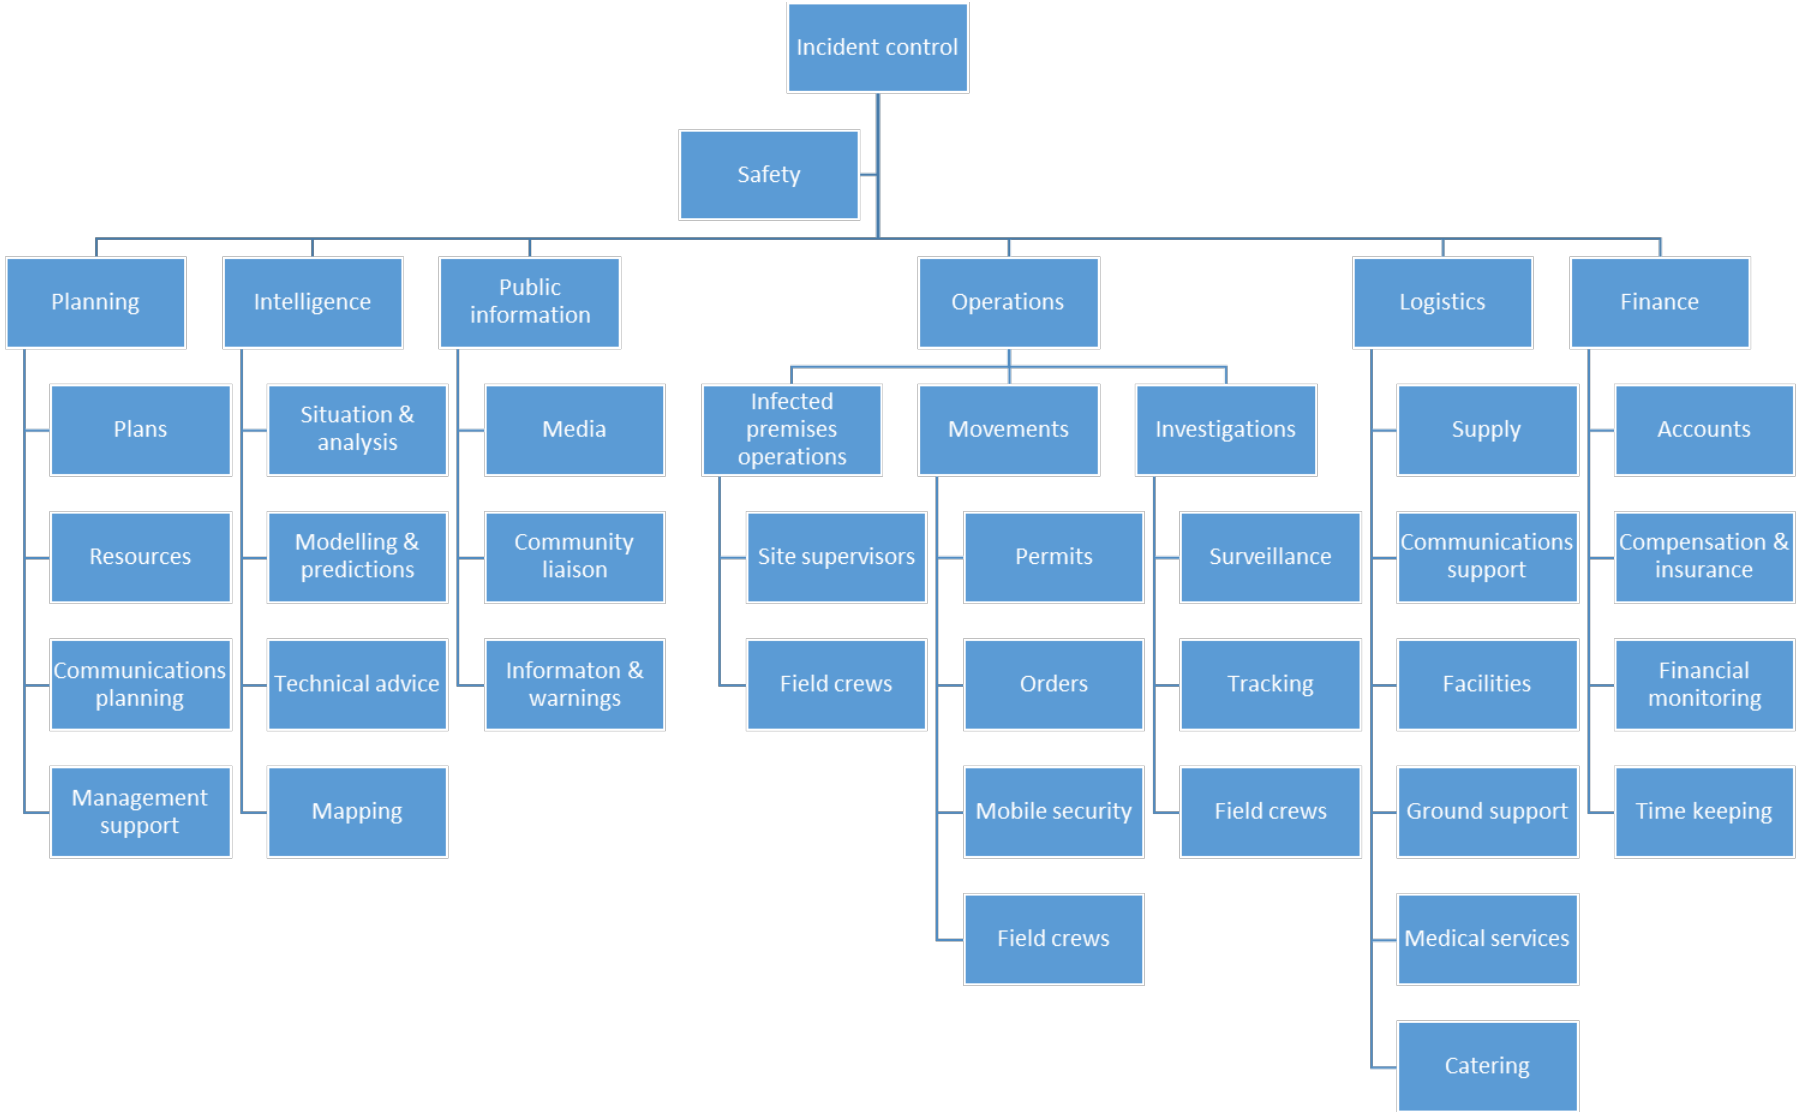 Incident control
Safety
Planning
Intelligence
Public
information
Operations
Logistics
Finance
Plans
Resources
Communications
planning
Management
support
Situation &
analysis
Modelling &
predictions
Technical advice
Mapping
Media
Community
liaison
Informaton &
warnings
Infected
premises
operations
Site supervisors
Field crews
Movements
Permits
Orders
Mobile security
Field crews
Investigations
Surveillance
Tracking
Field crews
Supply
Communications
support
Facilities
Ground support
Medical services
Catering
Accounts
Compensation &
insurance
Financial
monitoring
Time keeping